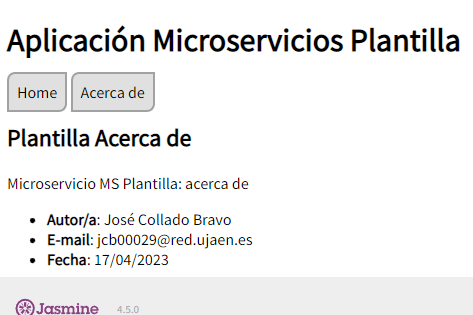 Aplicación Microservicios Plantilla
Home Acerca de
Plantilla Acerca de
Microservicio MS Plantilla: acerca de
• Autor/a: José Collado Bravo
• E-mail: jcb00029@red.ujaen.es
• Fecha: 17/04/2023
Jasmine 4.5.0